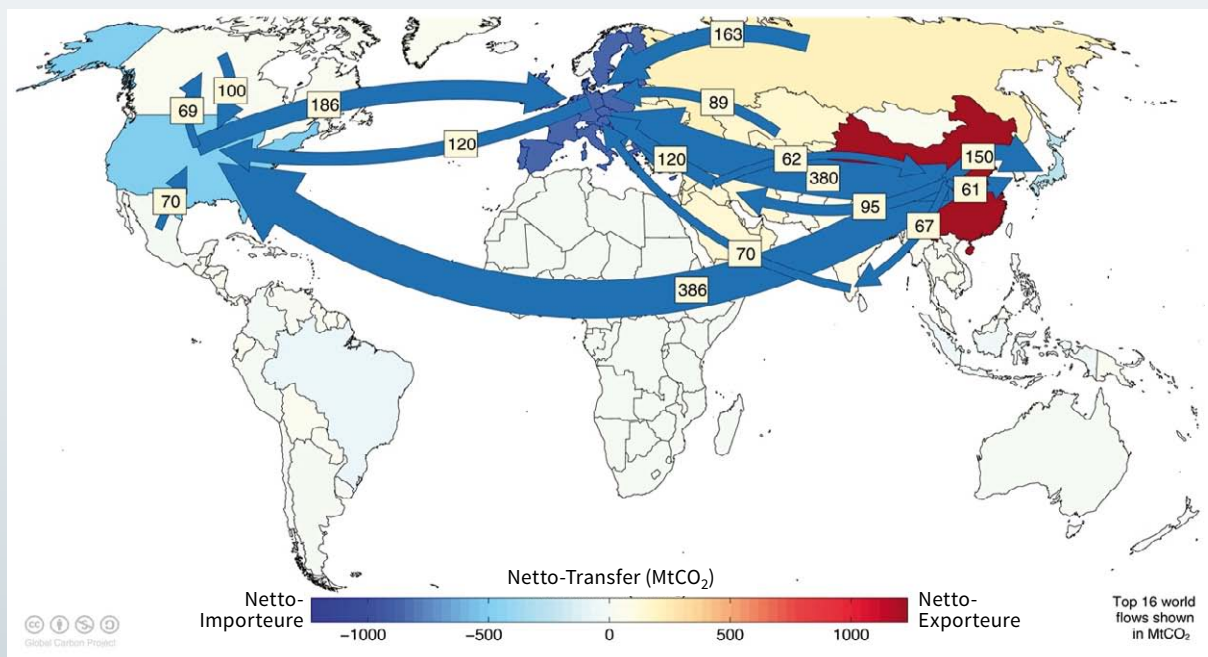 163
100
69
186
89
120
120
62
150
380
61
70
95
67
70
386
Netto-Transfer (MtCO₂)
Netto-
Importeure
Netto-
Exporteure
−1000
−500
0
500
1000
Top 16 world
flows shown
in MtCO₂
cc
Global Carbon Project